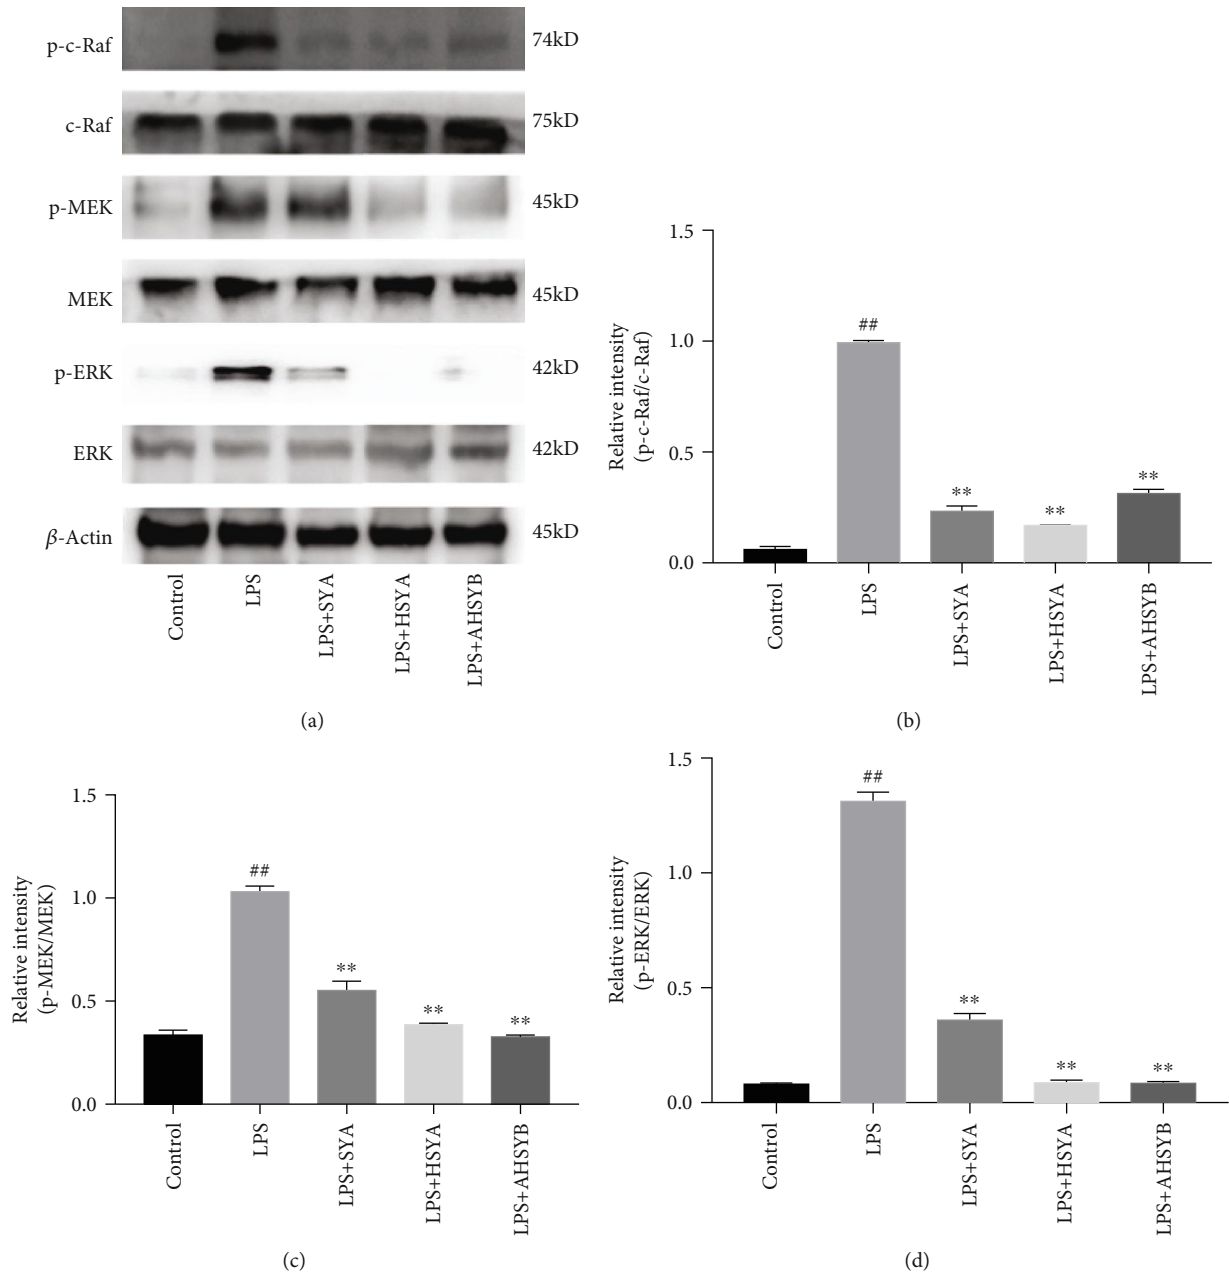 p-c-Raf 74kD
c-Raf 75kD
p-MEK 45kD
MEK 45kD
p-ERK 42kD
ERK 42kD
β-Actin 45kD
Control
LPS
LPS+SYA
LPS+HSYA
LPS+AHSYB
(a)
Relative intensity
(p-c-Raf/c-Raf)
1.5
1.0
0.5
0.0
##
**
**
**
Control
LPS
LPS+SYA
LPS+HSYA
LPS+AHSYB
(b)
Relative intensity
(p-MEK/MEK)
1.5
1.0
0.5
0.0
##
**
**
**
Control
LPS
LPS+SYA
LPS+HSYA
LPS+AHSYB
(c)
Relative intensity
(p-ERK/ERK)
1.5
1.0
0.5
0.0
##
**
**
**
Control
LPS
LPS+SYA
LPS+HSYA
LPS+AHSYB
(d)